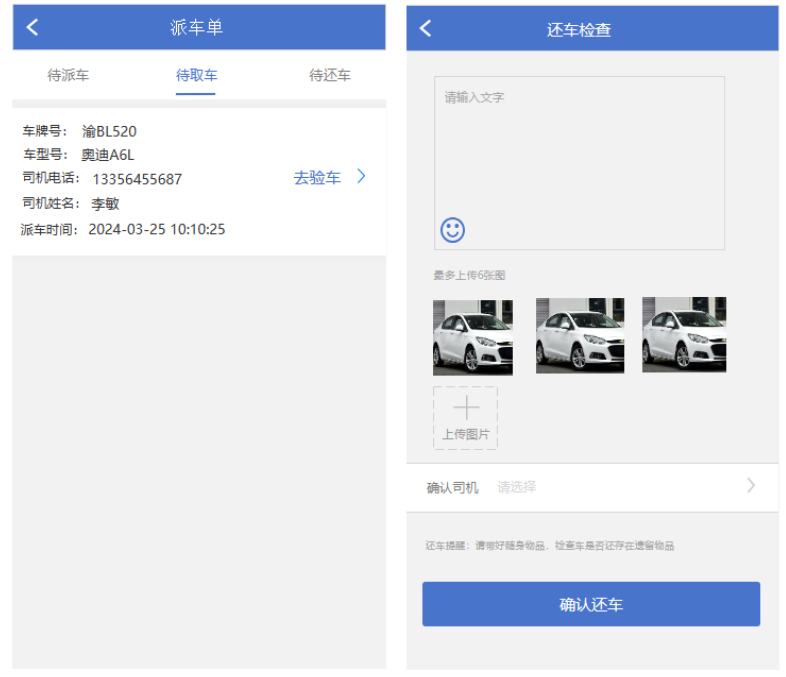 派车单
待派车
待取车
待还车
车牌号： 渝BL520
车型号： 奥迪A6L
司机电话： 13356455687
司机姓名： 李敏
派车时间： 2024-03-25 10:10:25
去验车
还车检查
请输入文字
最多上传6张图
上传图片
确认司机 请选择
还车提醒：请带好随身物品，检查车是否还存在遗留物品
确认还车